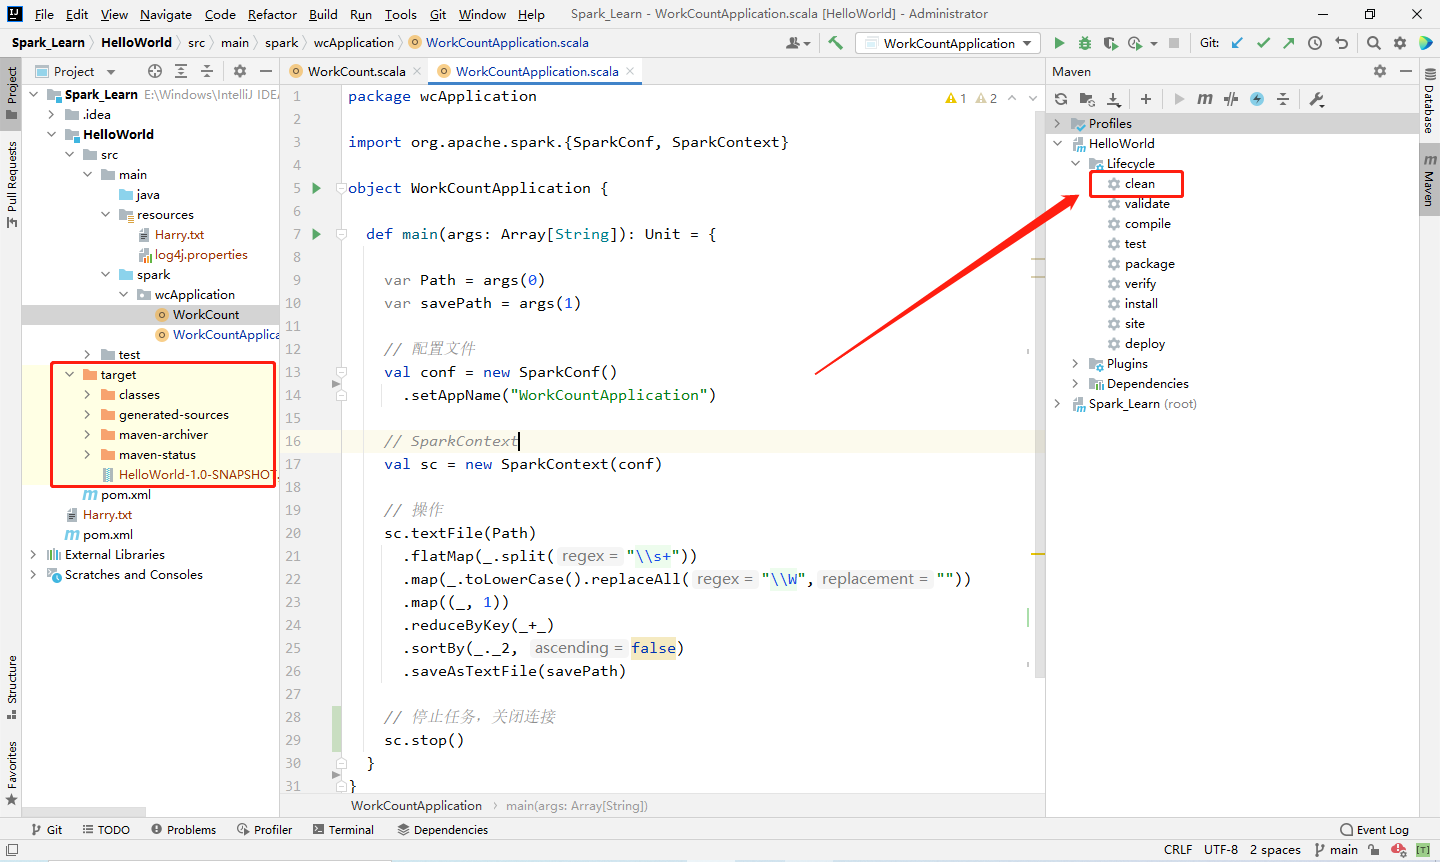 File Edit View Navigate Code Refactor Build Run Tools Git Window Help Spark_Learn - WorkCountApplication.scala [HelloWorld] - Administrator
Spark_Learn HelloWorld src main spark wcApplication WorkCountApplication.scala WorkCountApplication Git:
Project
Pull Requests
Structure
Favorites
Project
Spark_Learn E:\Windows\IntelliJ IDEA
.idea
HelloWorld
src
main
java
resources
Harry.txt
log4j.properties
spark
wcApplication
WorkCount
WorkCountApplica
test
target
classes
generated-sources
maven-archiver
maven-status
HelloWorld-1.0-SNAPSHOT.
pom.xml
Harry.txt
pom.xml
External Libraries
Scratches and Consoles
WorkCount.scala WorkCountApplication.scala
1 2
1 package wcApplication
2
3 import org.apache.spark.{SparkConf, SparkContext}
4
5 object WorkCountApplication {
6
7 def main(args: Array[String]): Unit = {
8
9 var Path = args(0)
10 var savePath = args(1)
11
12 // 配置文件
13 val conf = new SparkConf()
14 .setAppName("WorkCountApplication")
15
16 // SparkContext
17 val sc = new SparkContext(conf)
18
19 // 操作
20 sc.textFile(Path)
21 .flatMap(_.split( regex = "\\s+"))
22 .map(_.toLowerCase().replaceAll( regex = "\\W", replacement = ""))
23 .map((_, 1))
24 .reduceByKey(_+_)
25 .sortBy(_._2, ascending = false)
26 .saveAsTextFile(savePath)
27
28 // 停止任务，关闭连接
29 sc.stop()
30 }
31 }
WorkCountApplication main(args: Array[String])
Maven
Profiles
HelloWorld
Lifecycle
clean
validate
compile
test
package
verify
install
site
deploy
Plugins
Dependencies
Spark_Learn (root)
Database
Maven
Git TODO Problems Profiler Terminal Dependencies Event Log
CRLF UTF-8 2 spaces main [T]